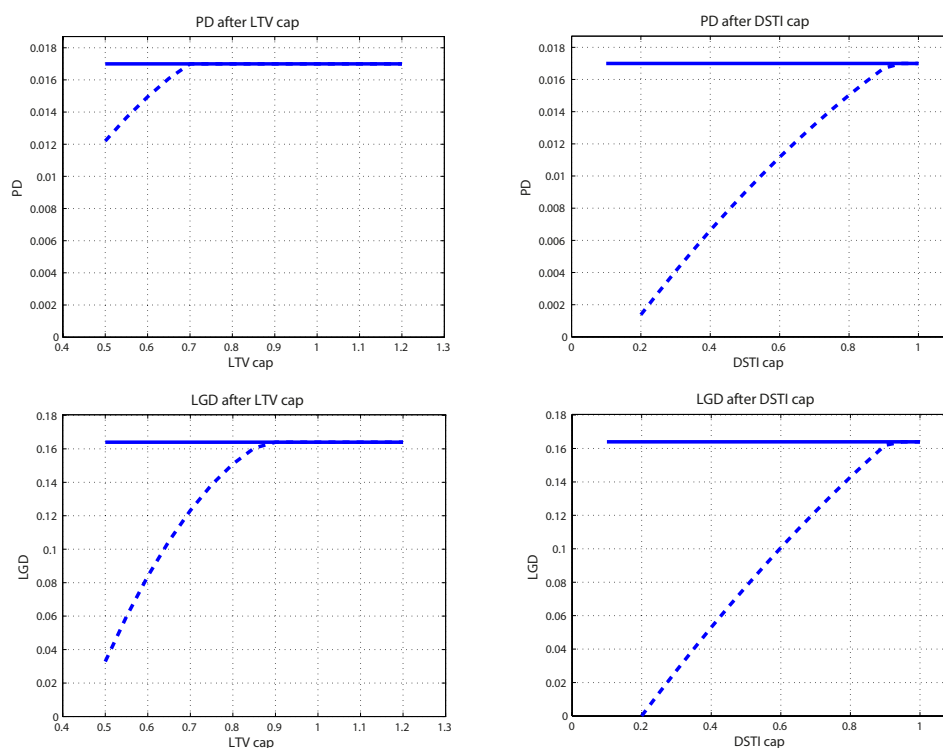 PD after LTV cap
0.018
0.016
0.014
0.012
0.01
0.008
0.006
0.004
0.002
0
PD
0.4 0.5 0.6 0.7 0.8 0.9 1 1.1 1.2 1.3
LTV cap
PD after DSTI cap
0.018
0.016
0.014
0.012
0.01
0.008
0.006
0.004
0.002
0
PD
0 0.2 0.4 0.6 0.8 1
DSTI cap
LGD after LTV cap
0.18
0.16
0.14
0.12
0.1
0.08
0.06
0.04
0.02
0
LGD
0.4 0.5 0.6 0.7 0.8 0.9 1 1.1 1.2 1.3
LTV cap
LGD after DSTI cap
0.18
0.16
0.14
0.12
0.1
0.08
0.06
0.04
0.02
0
LGD
0 0.2 0.4 0.6 0.8 1
DSTI cap